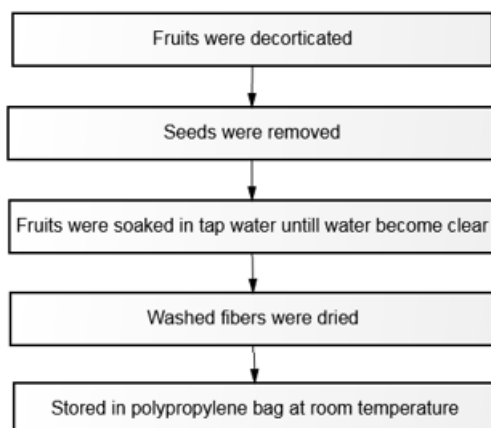 Fruits were decorticated
Seeds were removed
Fruits were soaked in tap water untill water become clear
Washed fibers were dried
Stored in polypropylene bag at room temperature